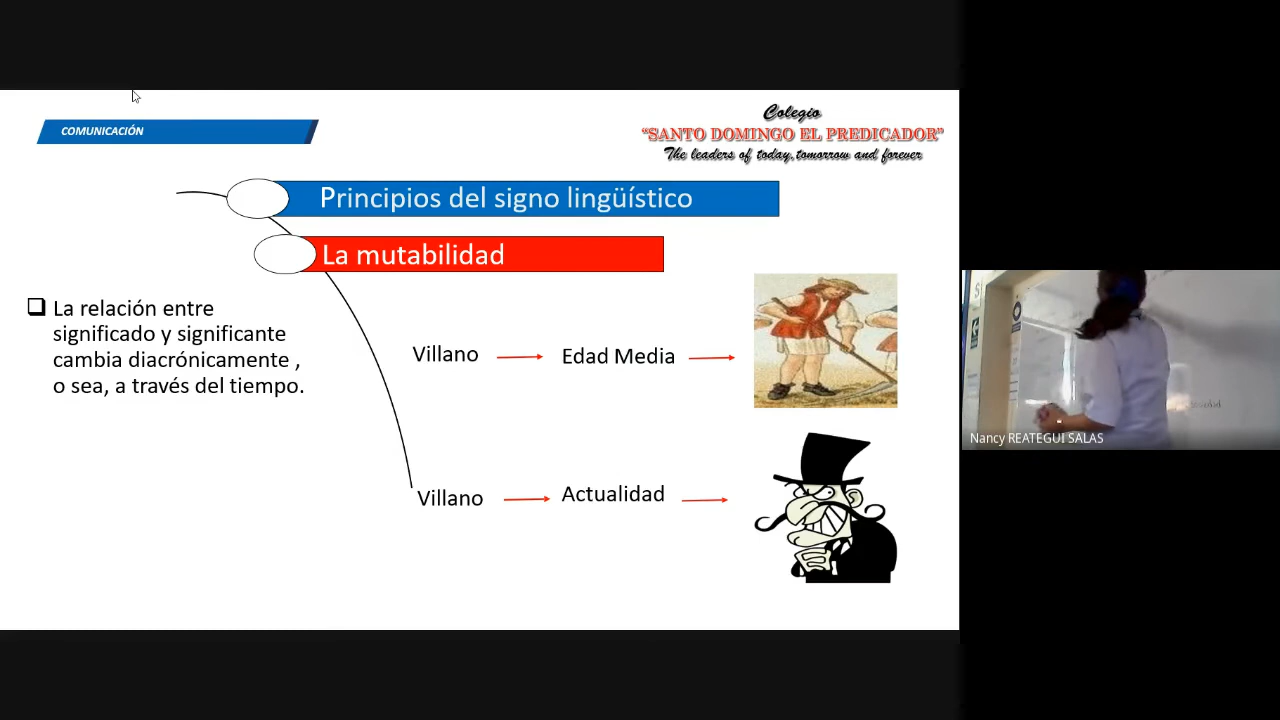 COMUNICACIÓN
Colegio
“SANTO DOMINGO EL PREDICADOR”
The leaders of today,tomorrow and forever
Principios del signo lingüístico
La mutabilidad
❑ La relación entre
significado y significante
cambia diacrónicamente ,
o sea, a través del tiempo.
Villano
Edad Media
Villano
Actualidad
Nancy REATEGUI SALAS